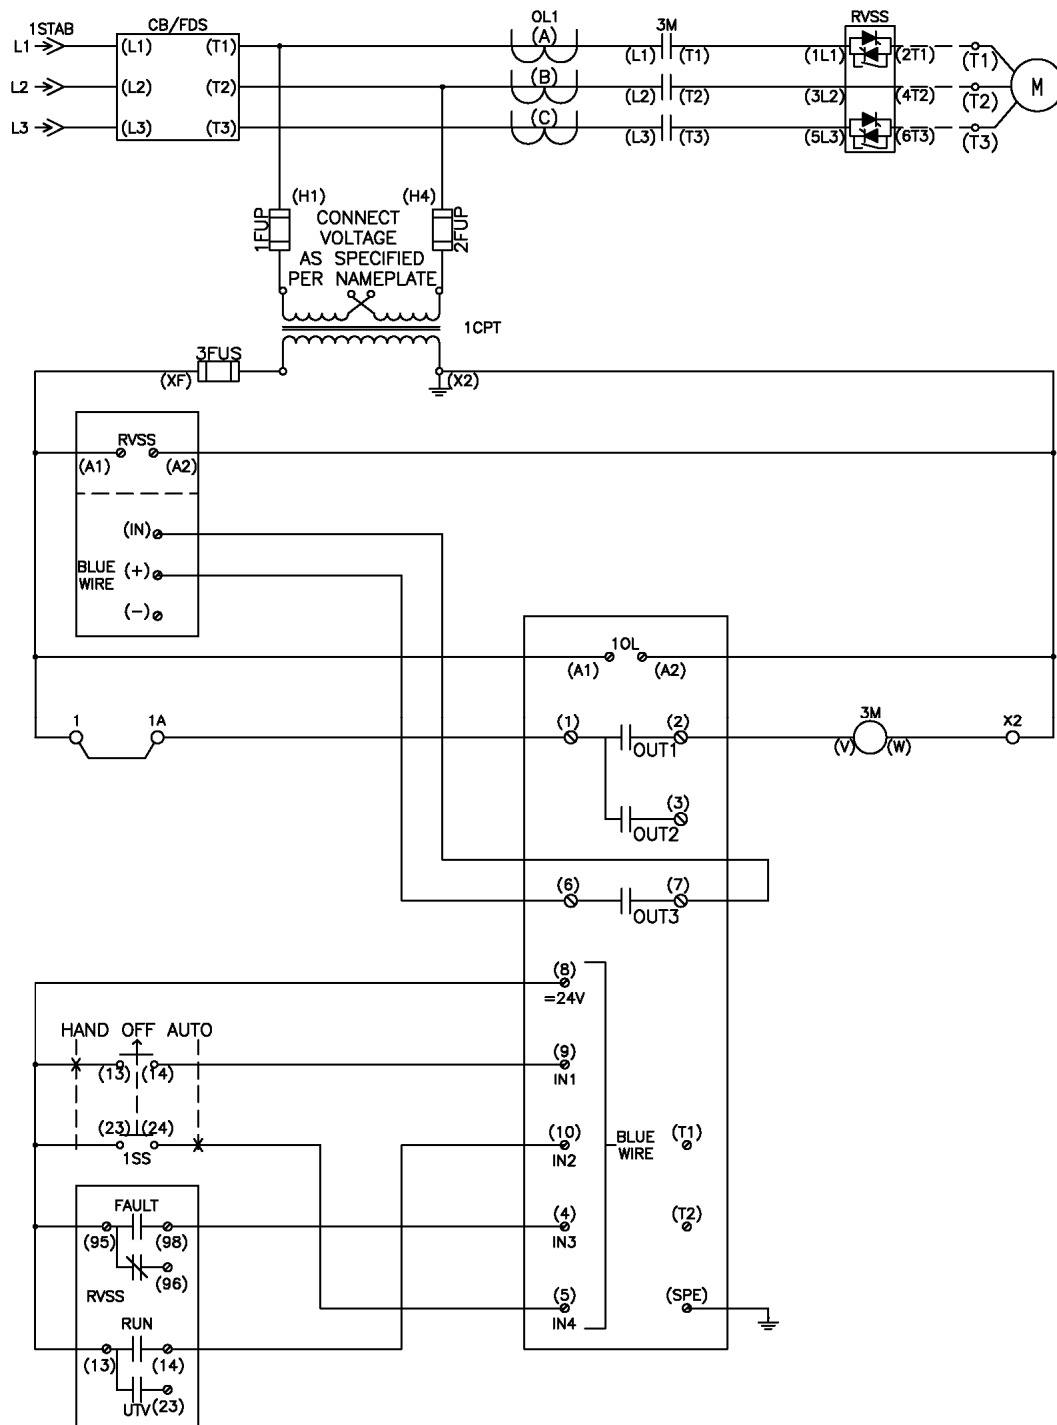 1STAB CB/FDS OL1 3M RVSS
L1 (L1) (T1) (A) (L1) (T1) (1L1) (2T1) (T1)
L2 (L2) (T2) (B) (L2) (T2) (3L2) (4T2) (T2) M
L3 (L3) (T3) (C) (L3) (T3) (5L3) (6T3) (T3)
(H1) (H4)
1FUP 2FUP
CONNECT
VOLTAGE
AS SPECIFIED
PER NAMEPLATE
1CPT
3FUS
(XF) (X2)
RVSS
(A1) (A2)
(IN)
BLUE
WIRE
(+)
(-)
1OL
(A1) (A2)
1 1A (1) (2) 3M X2
OUT1 (V) (W)
(3)
OUT2
(6) (7)
OUT3
(8)
=24V
HAND OFF AUTO
(13) (14) (9)
IN1
(23) (24) (10) BLUE
WIRE
(T1)
1SS IN2
FAULT (4) (T2)
(95) (98) IN3
(96)
RVSS (5) (SPE)
RUN IN4
(13) (14)
UTV (23)